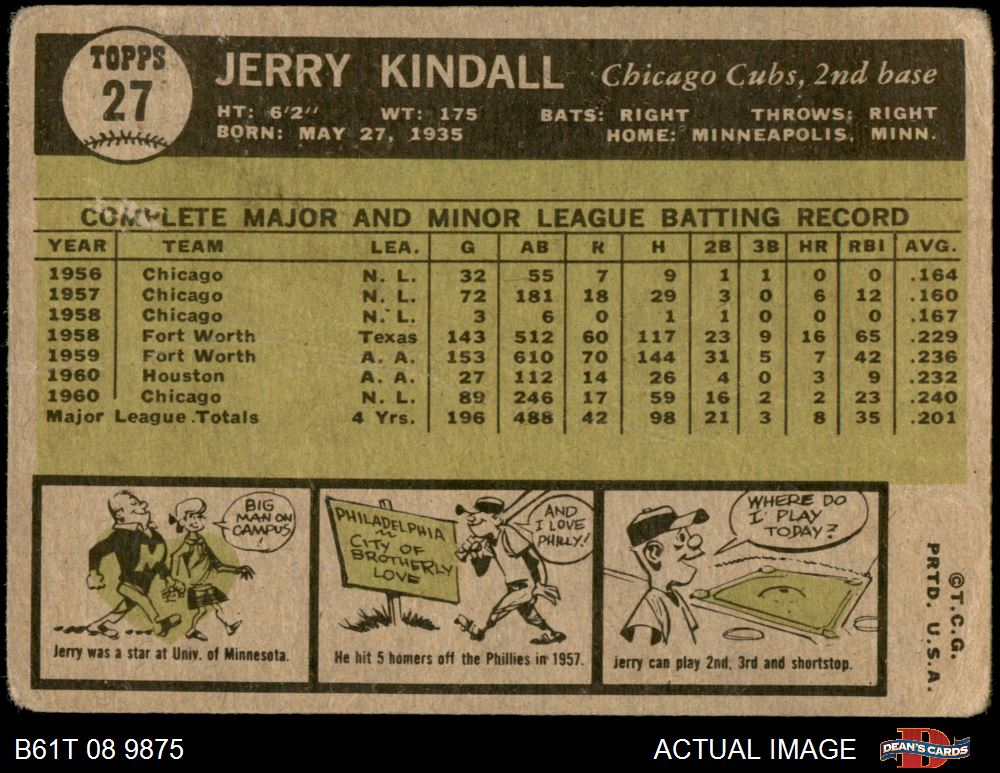 TOPPS
27
JERRY KINDALL Chicago Cubs, 2nd base
HT: 6'2" WT: 175 BATS: RIGHT THROWS: RIGHT
BORN: MAY 27, 1935 HOME: MINNEAPOLIS, MINN.
COMPLETE MAJOR AND MINOR LEAGUE BATTING RECORD
YEAR TEAM LEA. G AB R H 2B 3B HR RBI AVG.
1956 Chicago N. L. 32 55 7 9 1 1 0 0 .164
1957 Chicago N. L. 72 181 18 29 3 0 6 12 .160
1958 Chicago N. L. 3 6 0 1 1 0 0 0 .167
1958 Fort Worth Texas 143 512 60 117 23 9 16 65 .229
1959 Fort Worth A. A. 153 610 70 144 31 5 7 42 .236
1960 Houston A. A. 27 112 14 26 4 0 3 9 .232
1960 Chicago N. L. 89 246 17 59 16 2 2 23 .240
Major League Totals 4 Yrs. 196 488 42 98 21 3 8 35 .201
BIG
MAN ON
CAMPUS
!
M
Jerry was a star at Univ. of Minnesota.
PHILADELPHIA
CITY OF
BROTHERLY
LOVE
AND
I LOVE
PHILLY!
He hit 5 homers off the Phillies in 1957.
WHERE DO
I PLAY
TODAY?
Jerry can play 2nd, 3rd and shortstop.
©T.C.G.
PRTD. U.S.A.
B61T 08 9875
ACTUAL IMAGE
DEAN'S CARDS